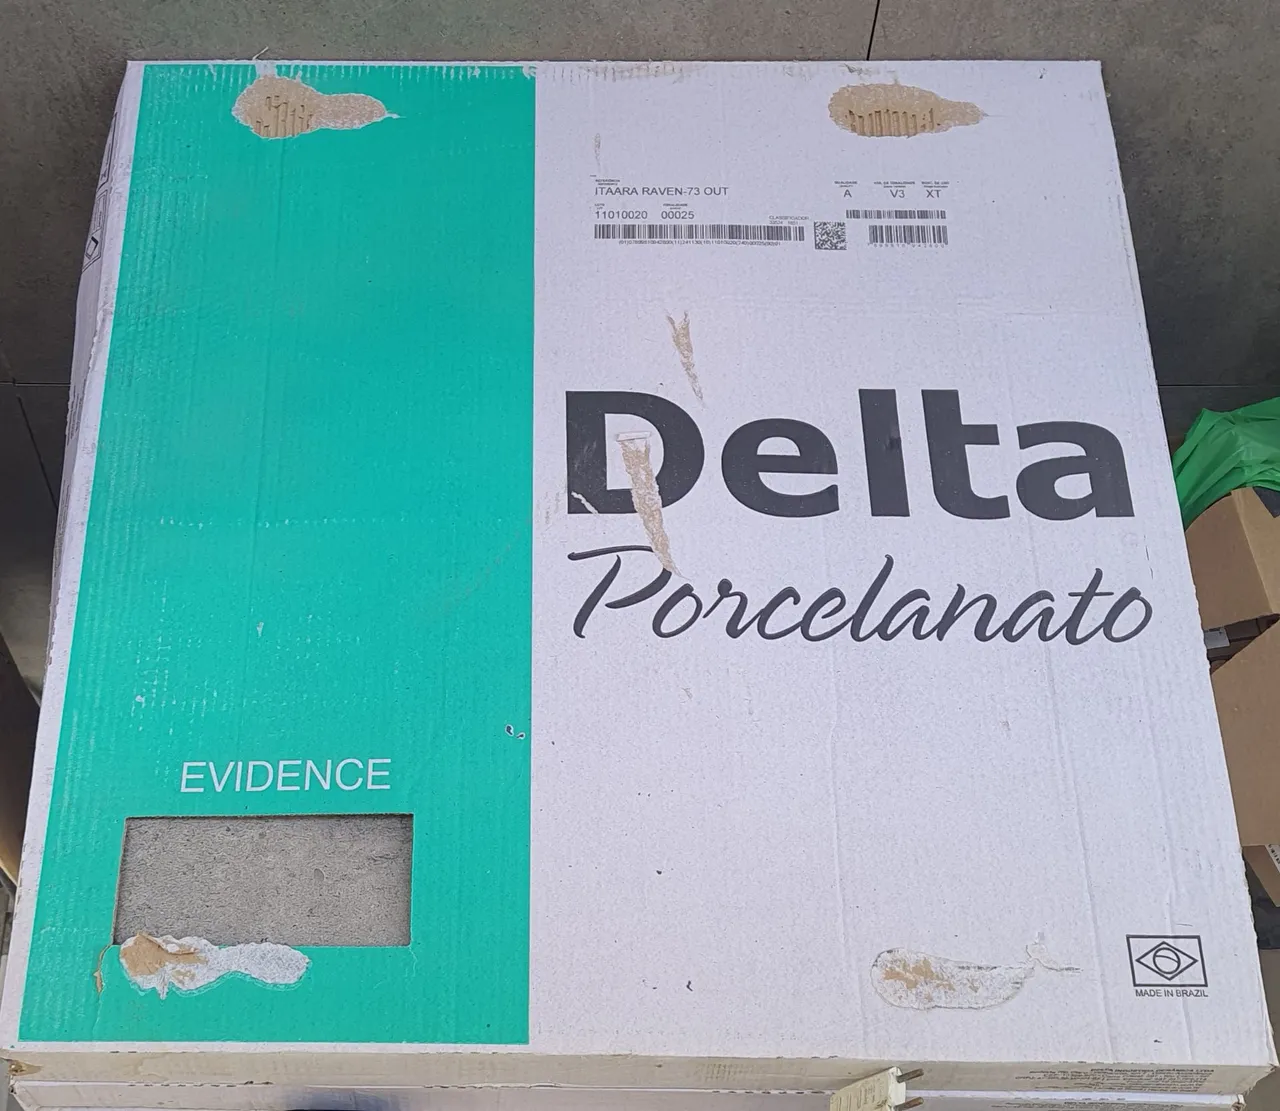 ITAARA RAVEN-73 OUT
A V3 XT
11010020 00025
Delta
Porcelanato
EVIDENCE
MADE IN BRAZIL